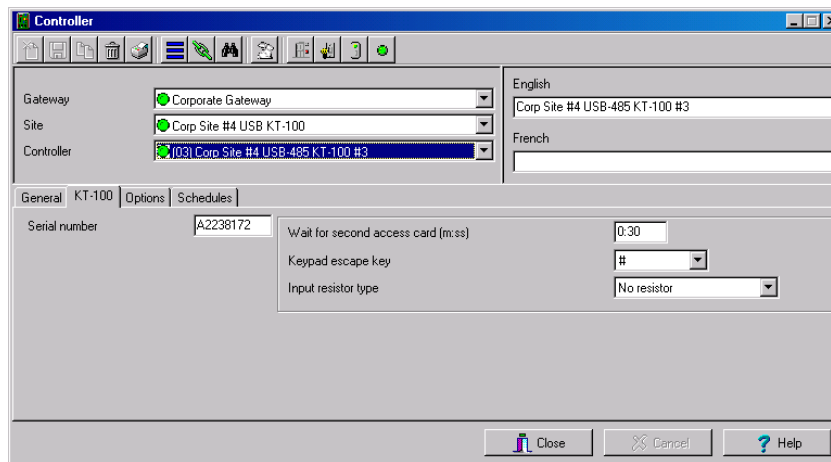 Controller
Gateway
Corporate Gateway
Site
Corp Site #4 USB KT-100
Controller
[03] Corp Site #4 USB-485 KT-100 #3
English
Corp Site #4 USB-485 KT-100 #3
French
General KT-100 Options Schedules
Serial number
A2238172
Wait for second access card (m:ss)
0:30
Keypad escape key
#
Input resistor type
No resistor
Close
Cancel
? Help